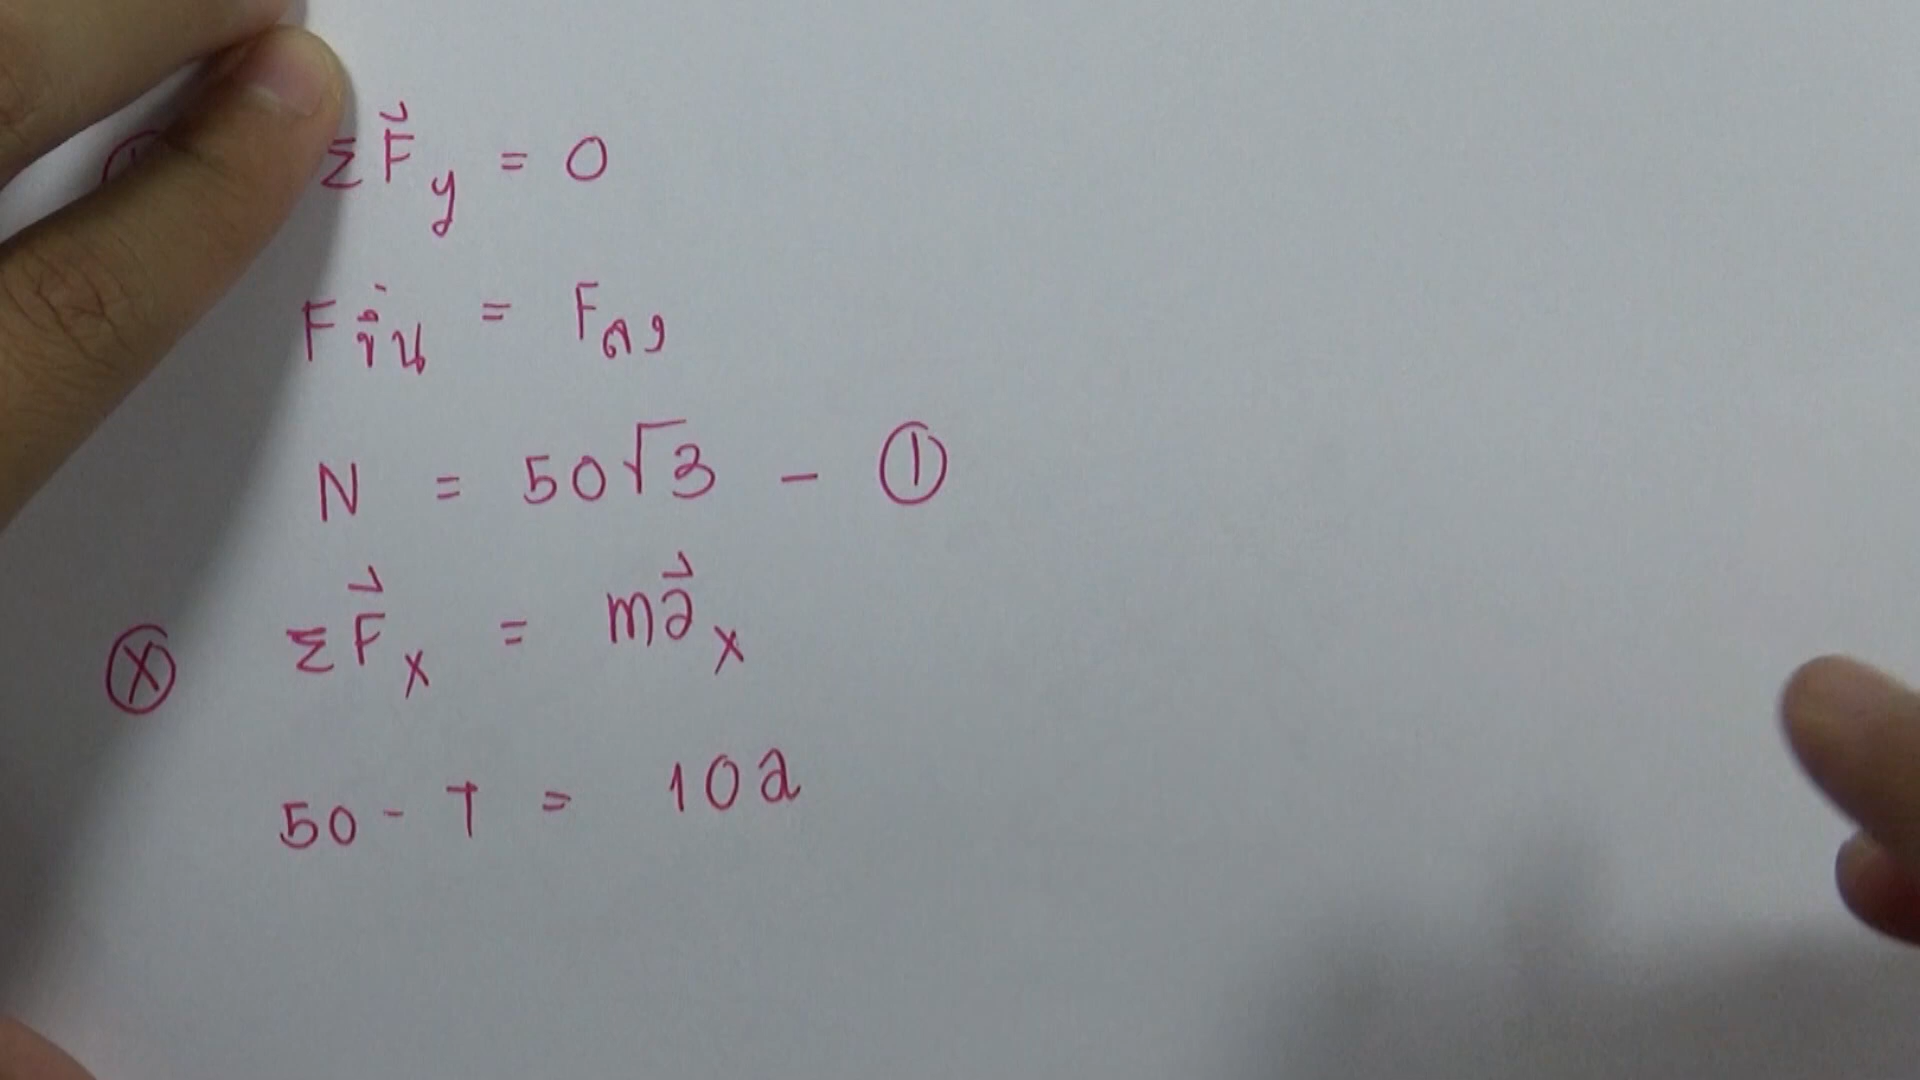 ΣF⃗y = 0
Fขึ้น = Fลง
N = 50√3 - ①
Ⓧ ΣF⃗x = ma⃗x
50 - T = 10a